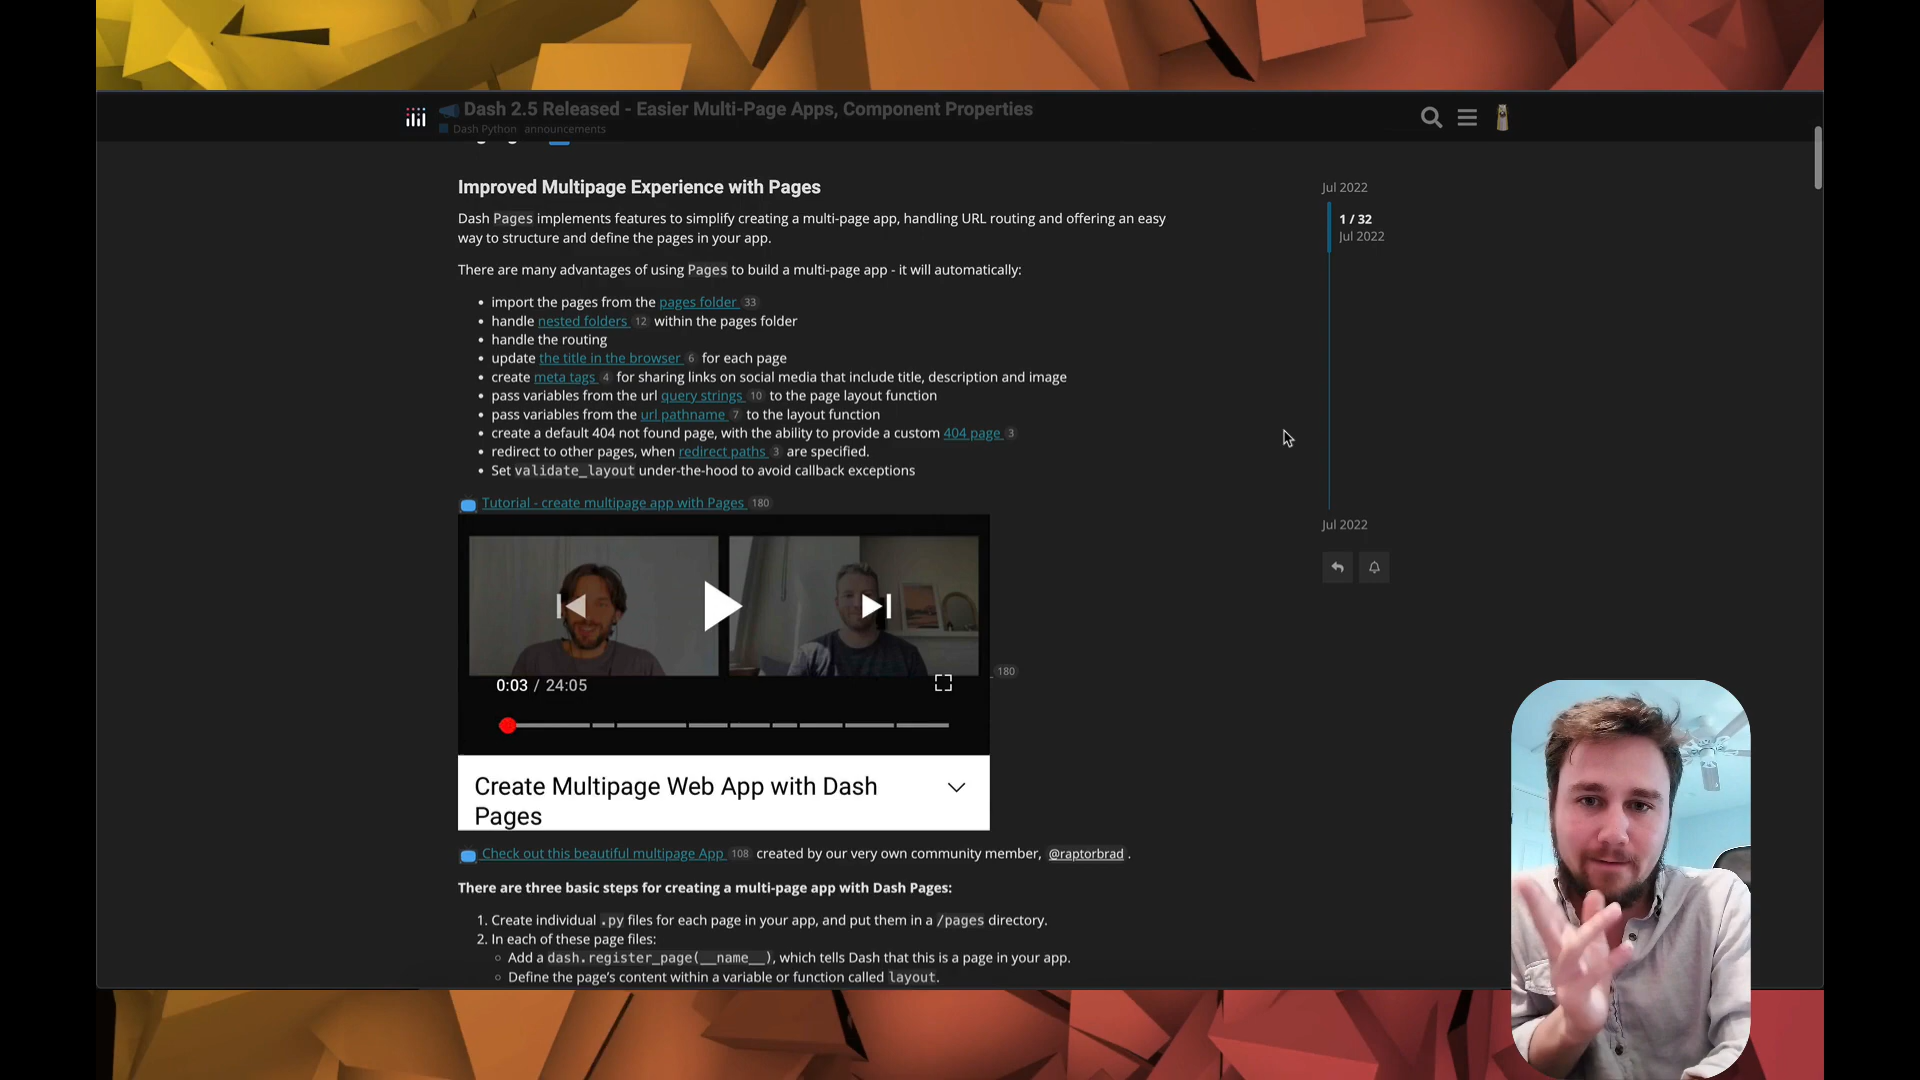 Dash 2.5 Released - Easier Multi-Page Apps, Component Properties
Dash Python announcements
Improved Multipage Experience with Pages
Dash Pages implements features to simplify creating a multi-page app, handling URL routing and offering an easy
way to structure and define the pages in your app.
There are many advantages of using Pages to build a multi-page app - it will automatically:
• import the pages from the pages folder 33
• handle nested folders 12 within the pages folder
• handle the routing
• update the title in the browser 6 for each page
• create meta tags 4 for sharing links on social media that include title, description and image
• pass variables from the url query strings 10 to the page layout function
• pass variables from the url pathname 7 to the layout function
• create a default 404 not found page, with the ability to provide a custom 404 page 3
• redirect to other pages, when redirect paths 3 are specified.
• Set validate_layout under-the-hood to avoid callback exceptions
Tutorial - create multipage app with Pages 180
0:03 / 24:05
180
Create Multipage Web App with Dash
Pages
Check out this beautiful multipage App 108 created by our very own community member, @raptorbrad .
There are three basic steps for creating a multi-page app with Dash Pages:
1. Create individual .py files for each page in your app, and put them in a /pages directory.
2. In each of these page files:
◦ Add a dash.register_page(__name__), which tells Dash that this is a page in your app.
◦ Define the page's content within a variable or function called layout.
Jul 2022
1 / 32
Jul 2022
Jul 2022